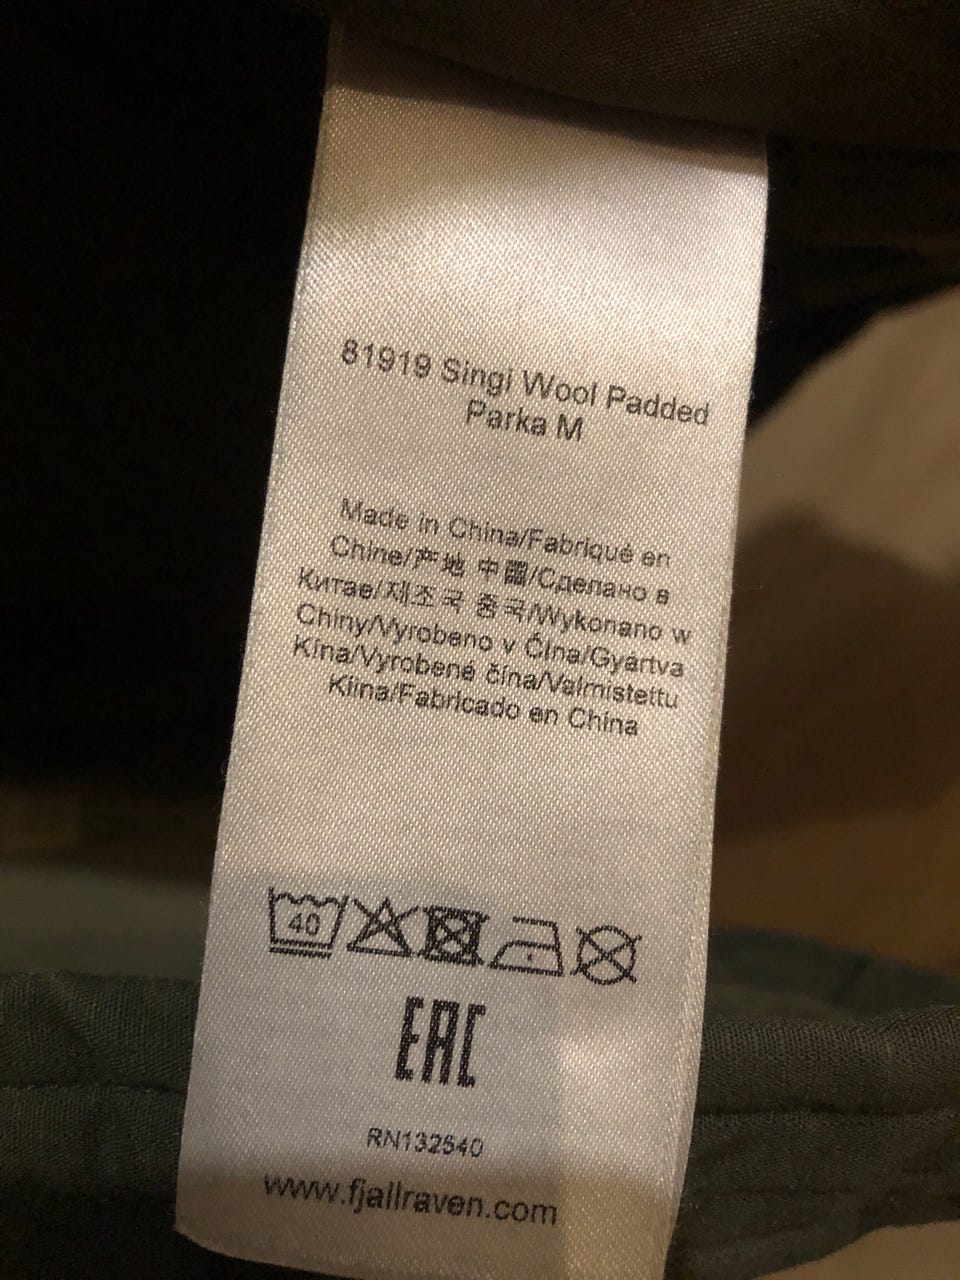 81919 Singi Wool Padded
Parka M
Made in China/Fabriqué en
Chine/产地 中国/Сделано в
Китае/제조국 중국/Wykonano w
Chiny/Vyrobeno v Čína/Gyártva
Kína/Vyrobené čína/Valmistettu
Kiina/Fabricado en China
40
EAC
RN132540
www.fjallraven.com